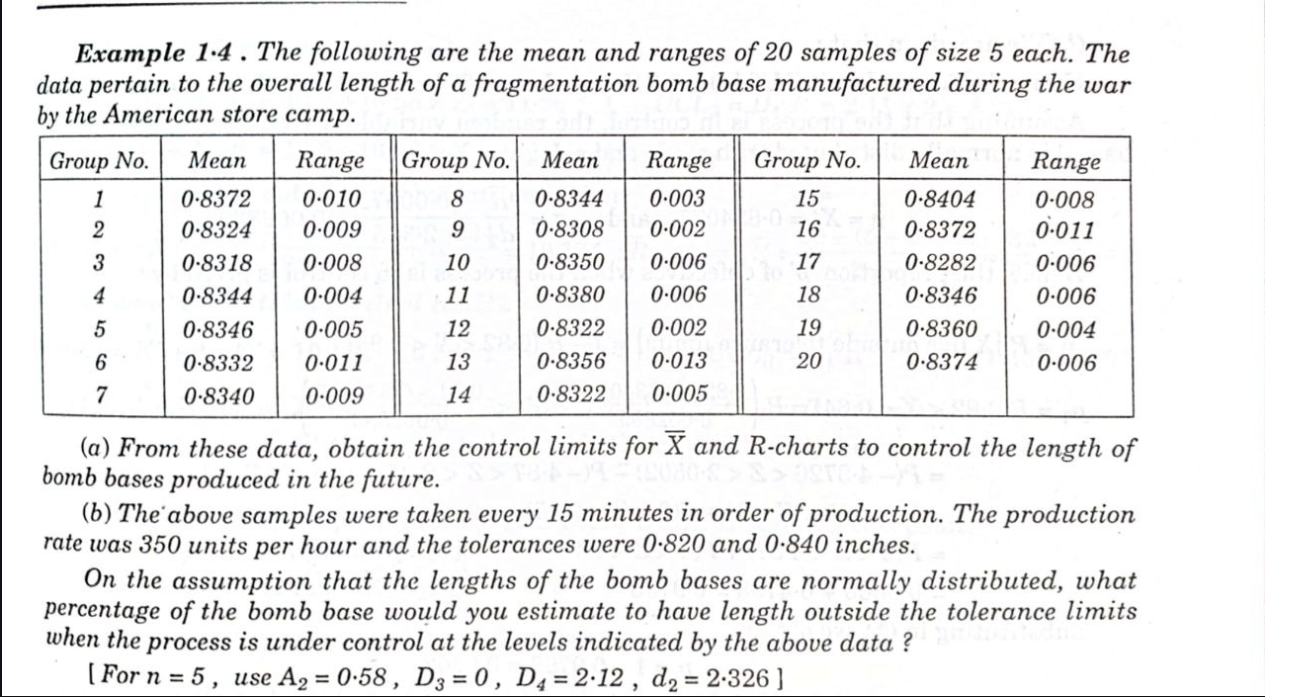 Example 1·4 . The following are the mean and ranges of 20 samples of size 5 each. The
data pertain to the overall length of a fragmentation bomb base manufactured during the war
by the American store camp.
Group No. Mean Range Group No. Mean Range Group No. Mean Range
1 0·8372 0·010 8 0·8344 0·003 15 0·8404 0·008
2 0·8324 0·009 9 0·8308 0·002 16 0·8372 0·011
3 0·8318 0·008 10 0·8350 0·006 17 0·8282 0·006
4 0·8344 0·004 11 0·8380 0·006 18 0·8346 0·006
5 0·8346 0·005 12 0·8322 0·002 19 0·8360 0·004
6 0·8332 0·011 13 0·8356 0·013 20 0·8374 0·006
7 0·8340 0·009 14 0·8322 0·005
(a) From these data, obtain the control limits for X̅ and R-charts to control the length of
bomb bases produced in the future.
(b) The above samples were taken every 15 minutes in order of production. The production
rate was 350 units per hour and the tolerances were 0·820 and 0·840 inches.
On the assumption that the lengths of the bomb bases are normally distributed, what
percentage of the bomb base would you estimate to have length outside the tolerance limits
when the process is under control at the levels indicated by the above data ?
[ For n = 5 , use A₂ = 0·58 , D₃ = 0 , D₄ = 2·12 , d₂ = 2·326 ]